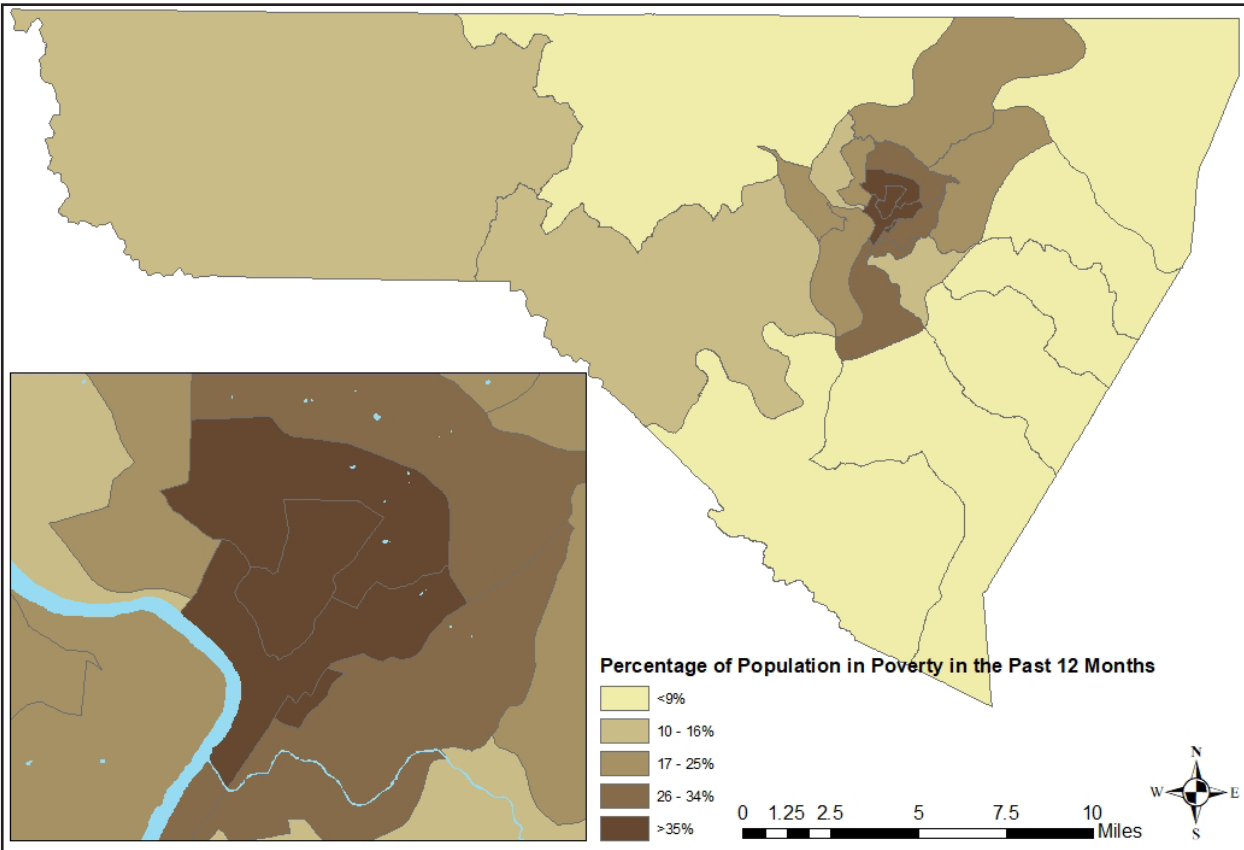 Percentage of Population in Poverty in the Past 12 Months
<9%
10 - 16%
17 - 25%
26 - 34%
>35%
0 1.25 2.5 5 7.5 10
Miles
N
W E
S